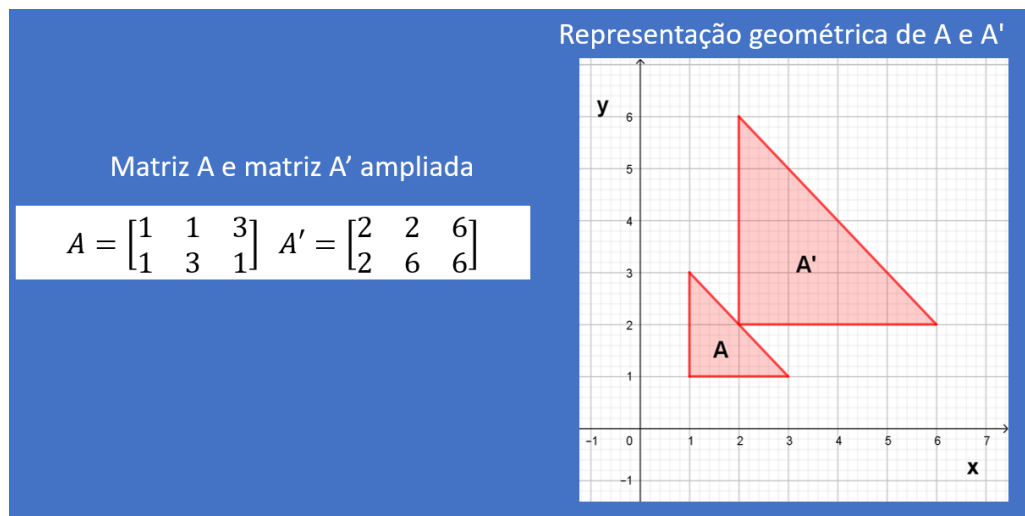 Representação geométrica de A e A'
Matriz A e matriz A’ ampliada
A = [1 1 3 A′ = [2 2 6
1 3 1] 2 6 6]
y
6
5
4
3
2
1
−1 0 1 2 3 4 5 6 7
−1
x
A'
A